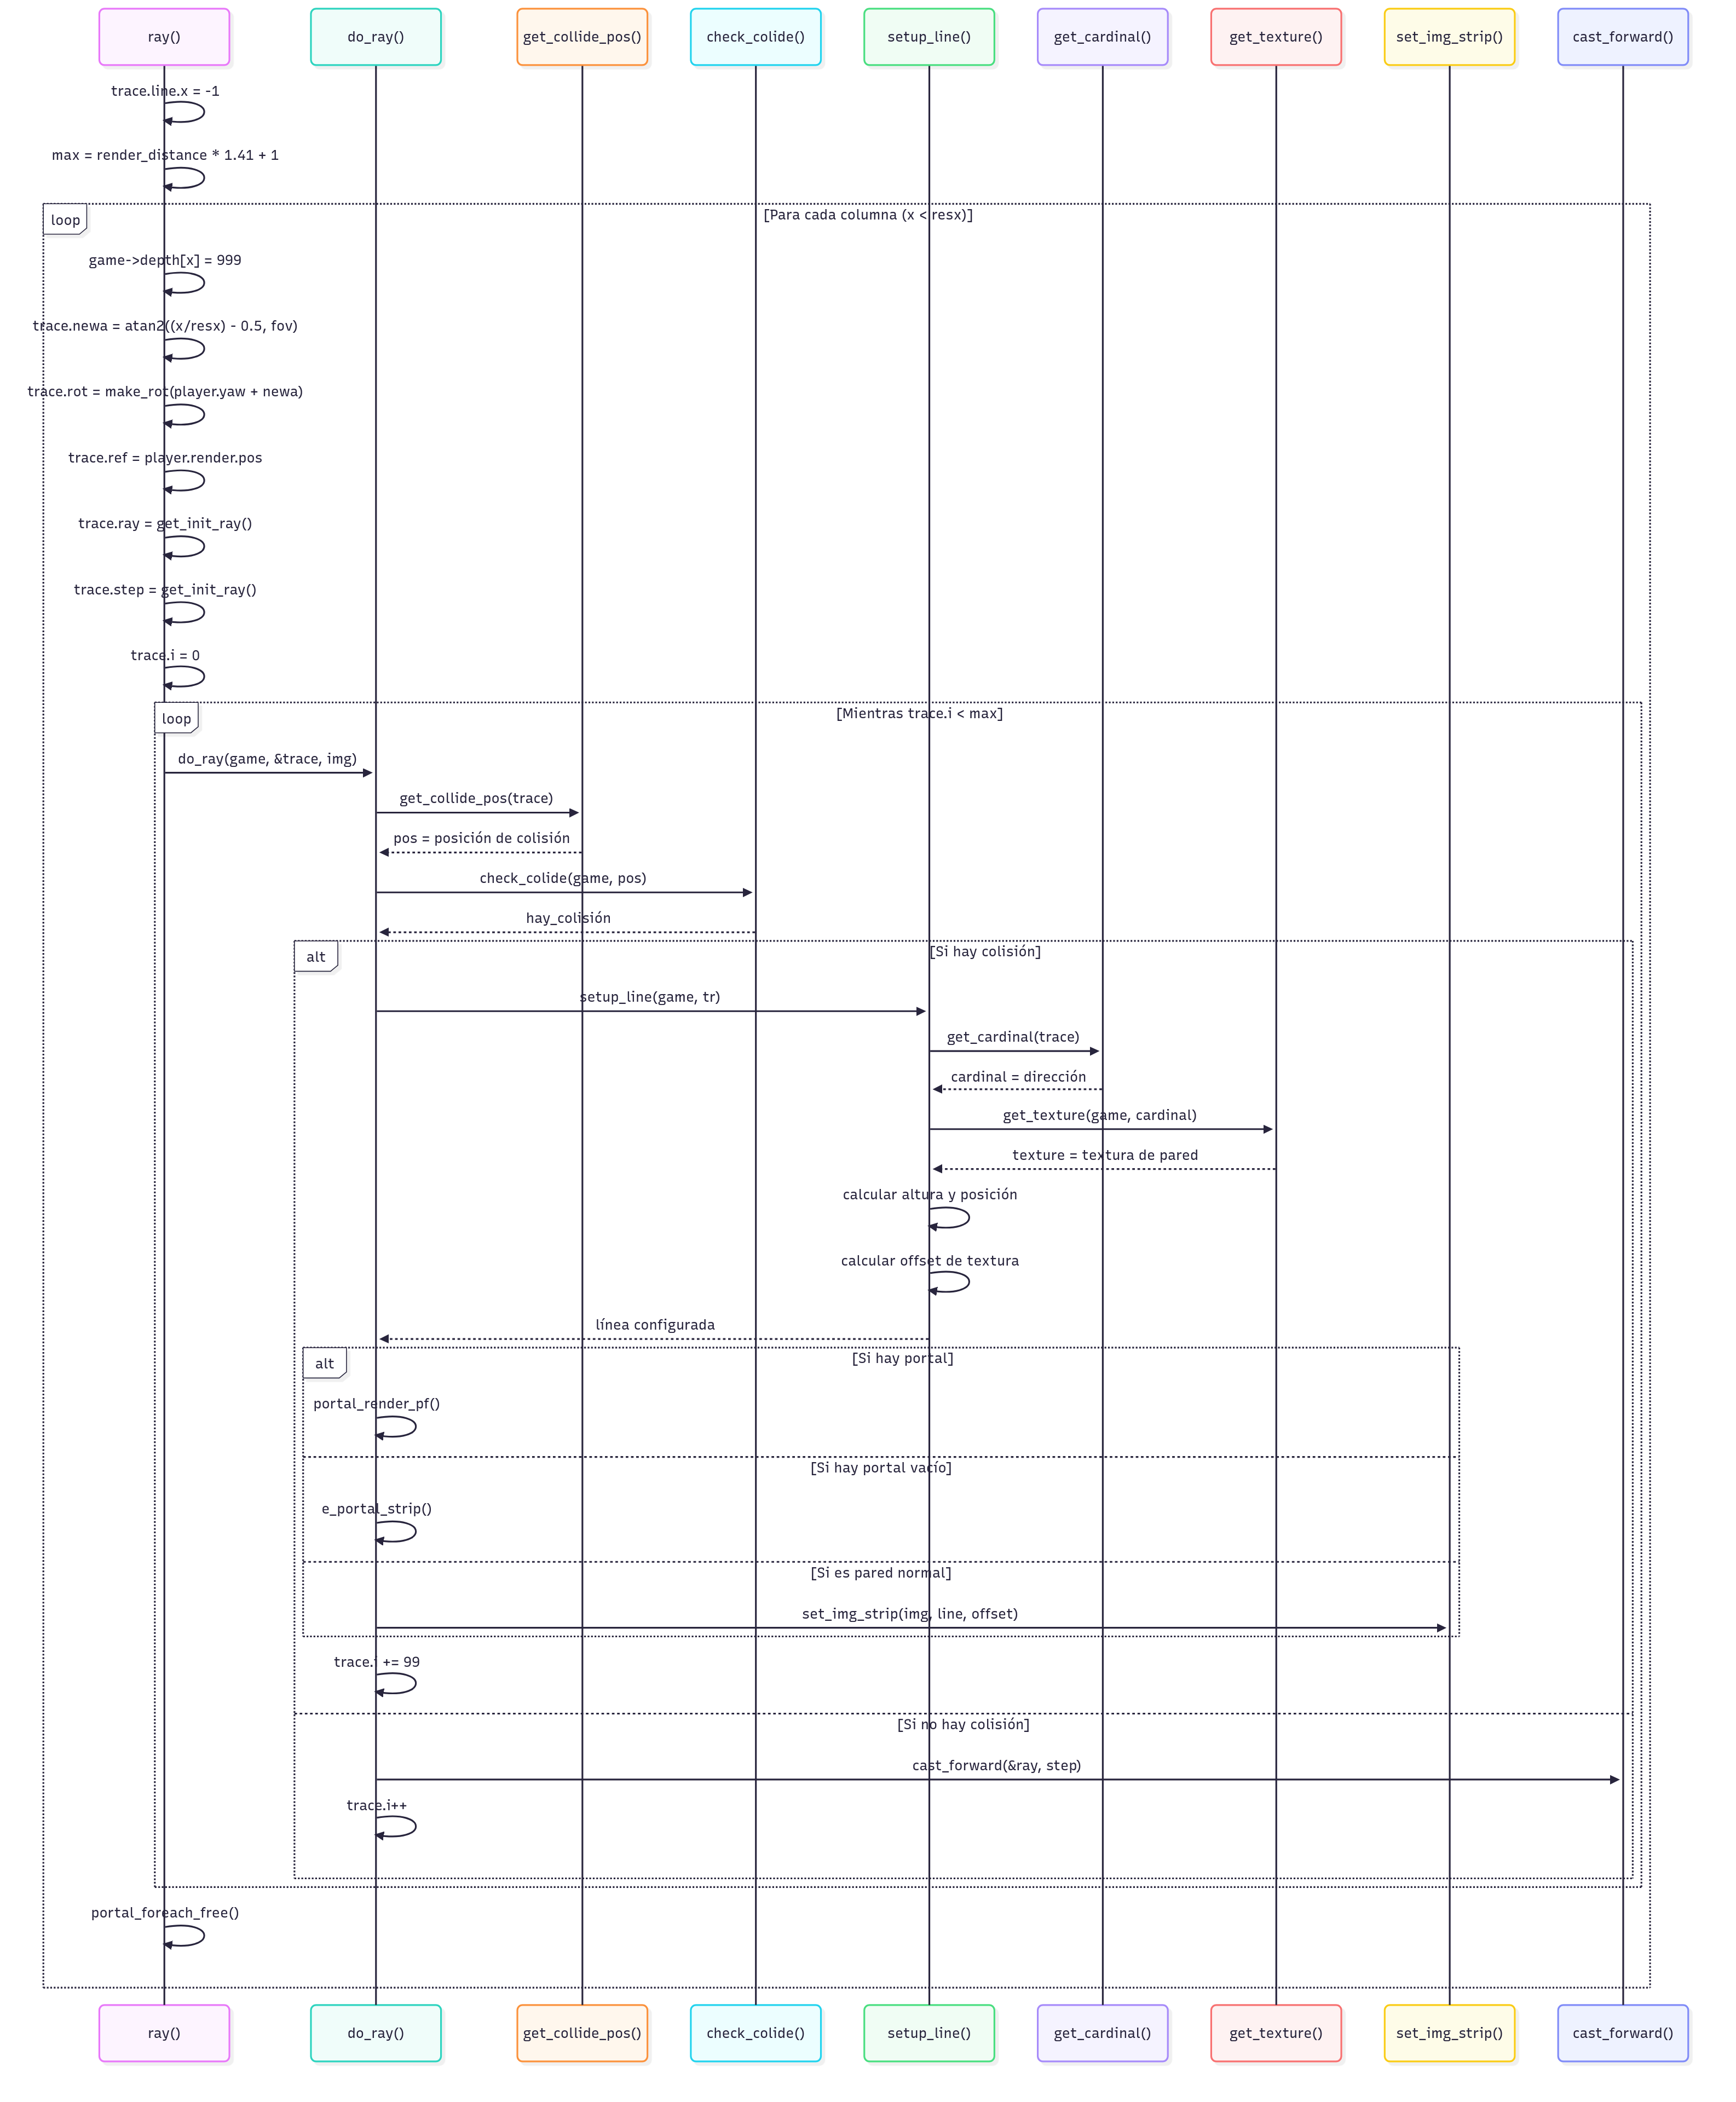 ray()
do_ray()
get_collide_pos()
check_colide()
setup_line()
get_cardinal()
get_texture()
set_img_strip()
cast_forward()
trace.line.x = -1
max = render_distance * 1.41 + 1
loop
[Para cada columna (x < resx)]
game->depth[x] = 999
trace.newa = atan2((x/resx) - 0.5, fov)
trace.rot = make_rot(player.yaw + newa)
trace.ref = player.render.pos
trace.ray = get_init_ray()
trace.step = get_init_ray()
trace.i = 0
loop
[Mientras trace.i < max]
do_ray(game, &trace, img)
get_collide_pos(trace)
pos = posición de colisión
check_colide(game, pos)
hay_colisión
alt
[Si hay colisión]
setup_line(game, tr)
get_cardinal(trace)
cardinal = dirección
get_texture(game, cardinal)
texture = textura de pared
calcular altura y posición
calcular offset de textura
línea configurada
alt
[Si hay portal]
portal_render_pf()
[Si hay portal vacío]
e_portal_strip()
[Si es pared normal]
set_img_strip(img, line, offset)
trace.i += 99
[Si no hay colisión]
cast_forward(&ray, step)
trace.i++
portal_foreach_free()
ray()
do_ray()
get_collide_pos()
check_colide()
setup_line()
get_cardinal()
get_texture()
set_img_strip()
cast_forward()